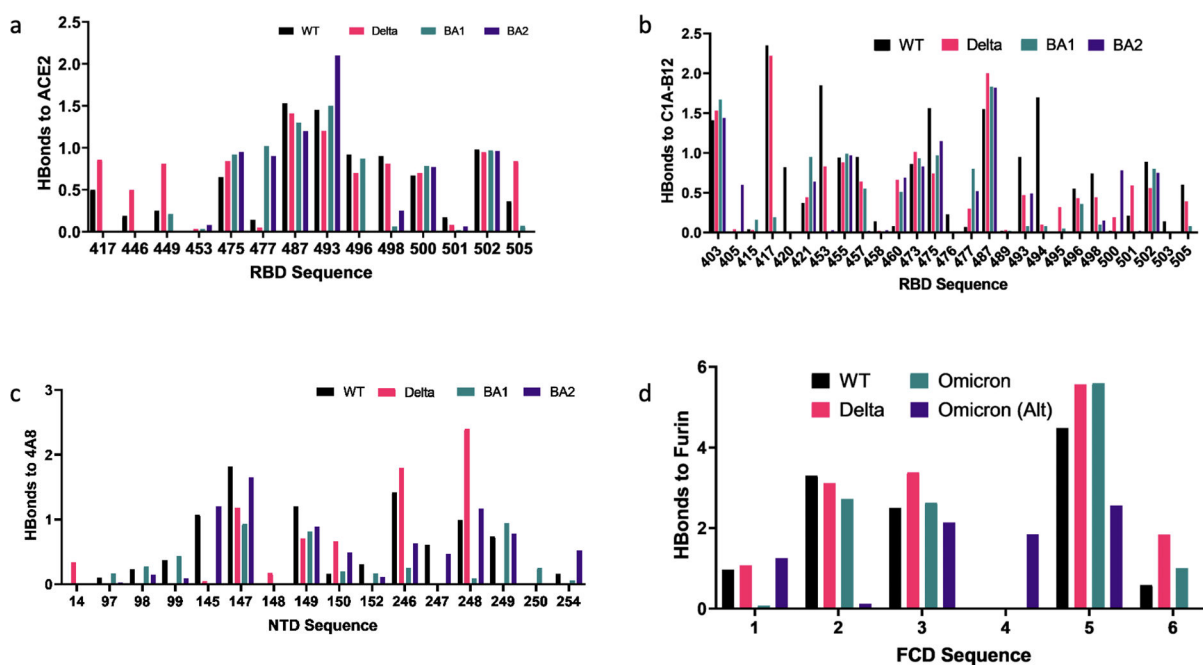 a
WT Delta BA1 BA2
HBonds to ACE2
2.5
2.0
1.5
1.0
0.5
0.0
417 446 449 453 475 477 487 493 496 498 500 501 502 505
RBD Sequence
b
WT Delta BA1 BA2
HBonds to C1A-B12
2.5
2.0
1.5
1.0
0.5
0.0
403 405 415 417 420 421 453 455 457 458 460 473 475 476 477 487 489 493 494 495 496 498 500 501 502 503 505
RBD Sequence
c
WT Delta BA1 BA2
HBonds to 4A8
3
2
1
0
14 97 98 99 145 147 148 149 150 152 246 247 248 249 250 254
NTD Sequence
d
WT Omicron
Delta Omicron (Alt)
HBonds to Furin
6
4
2
0
1 2 3 4 5 6
FCD Sequence